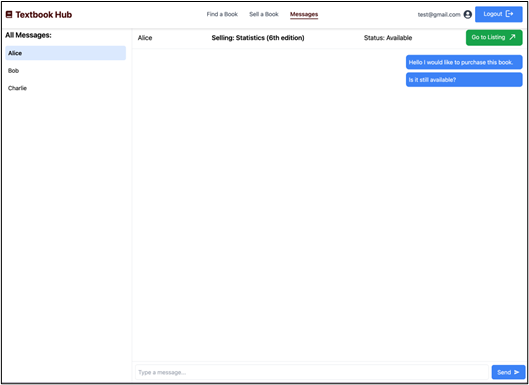 Textbook Hub
Find a Book Sell a Book Messages
test@gmail.com
Logout
All Messages:
Alice
Bob
Charlie
Alice Selling: Statistics (6th edition) Status: Available Go to Listing
Hello I would like to purchase this book.
Is it still available?
Type a message...
Send